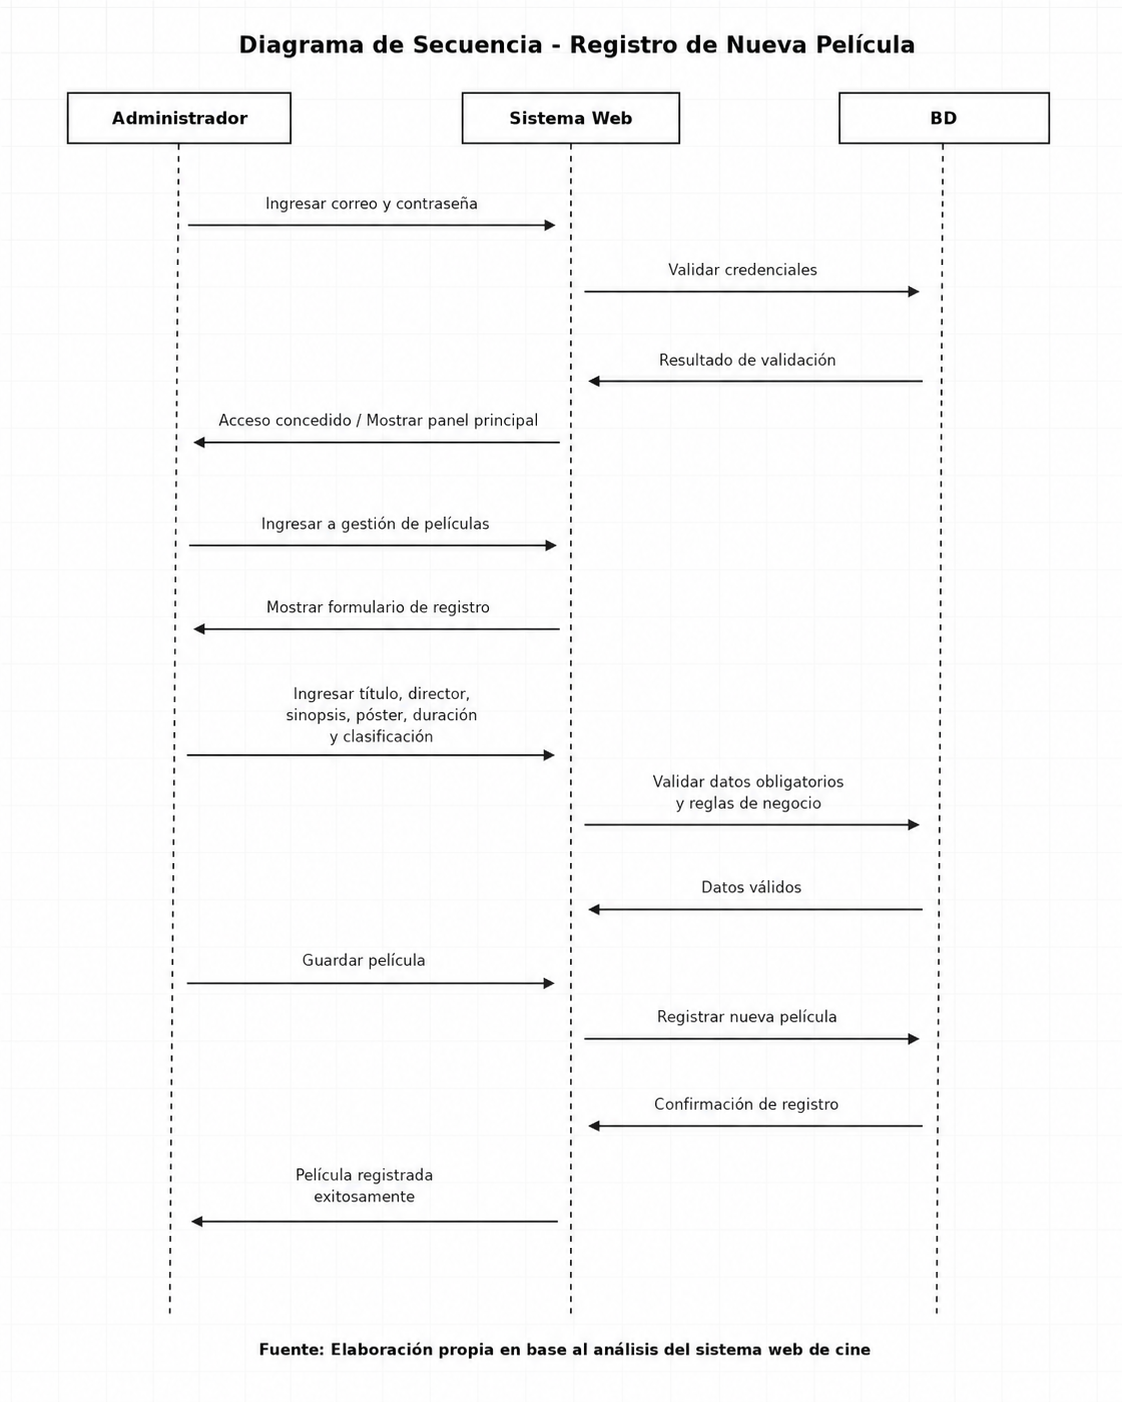 Diagrama de Secuencia - Registro de Nueva Película
Administrador
Sistema Web
BD
Ingresar correo y contraseña
Validar credenciales
Resultado de validación
Acceso concedido / Mostrar panel principal
Ingresar a gestión de películas
Mostrar formulario de registro
Ingresar título, director,
sinopsis, póster, duración
y clasificación
Validar datos obligatorios
y reglas de negocio
Datos válidos
Guardar película
Registrar nueva película
Confirmación de registro
Película registrada
exitosamente
Fuente: Elaboración propia en base al análisis del sistema web de cine